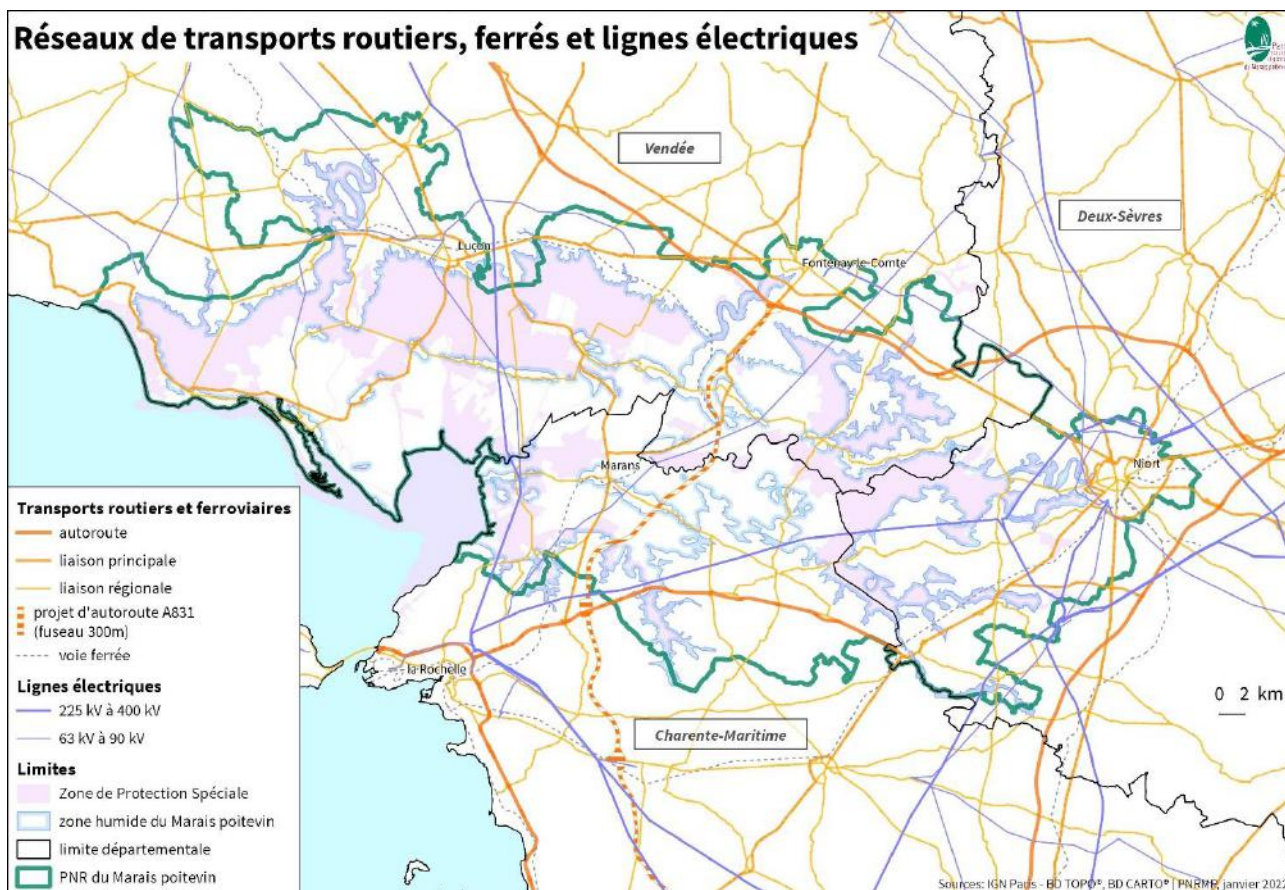 Réseaux de transports routiers, ferrés et lignes électriques
Vendée
Deux-Sèvres
Luçon
Fontenay-le-Comte
Marans
Niort
la Rochelle
Charente-Maritime
0 2 km
Transports routiers et ferroviaires
autoroute
liaison principale
liaison régionale
projet d'autoroute A831
(fuseau 300m)
voie ferrée
Lignes électriques
225 kV à 400 kV
63 kV à 90 kV
Limites
Zone de Protection Spéciale
zone humide du Marais poitevin
limite départementale
PNR du Marais poitevin
Sources: IGN Paris - BD TOPO®, BD CARTO® | PNRMP, janvier